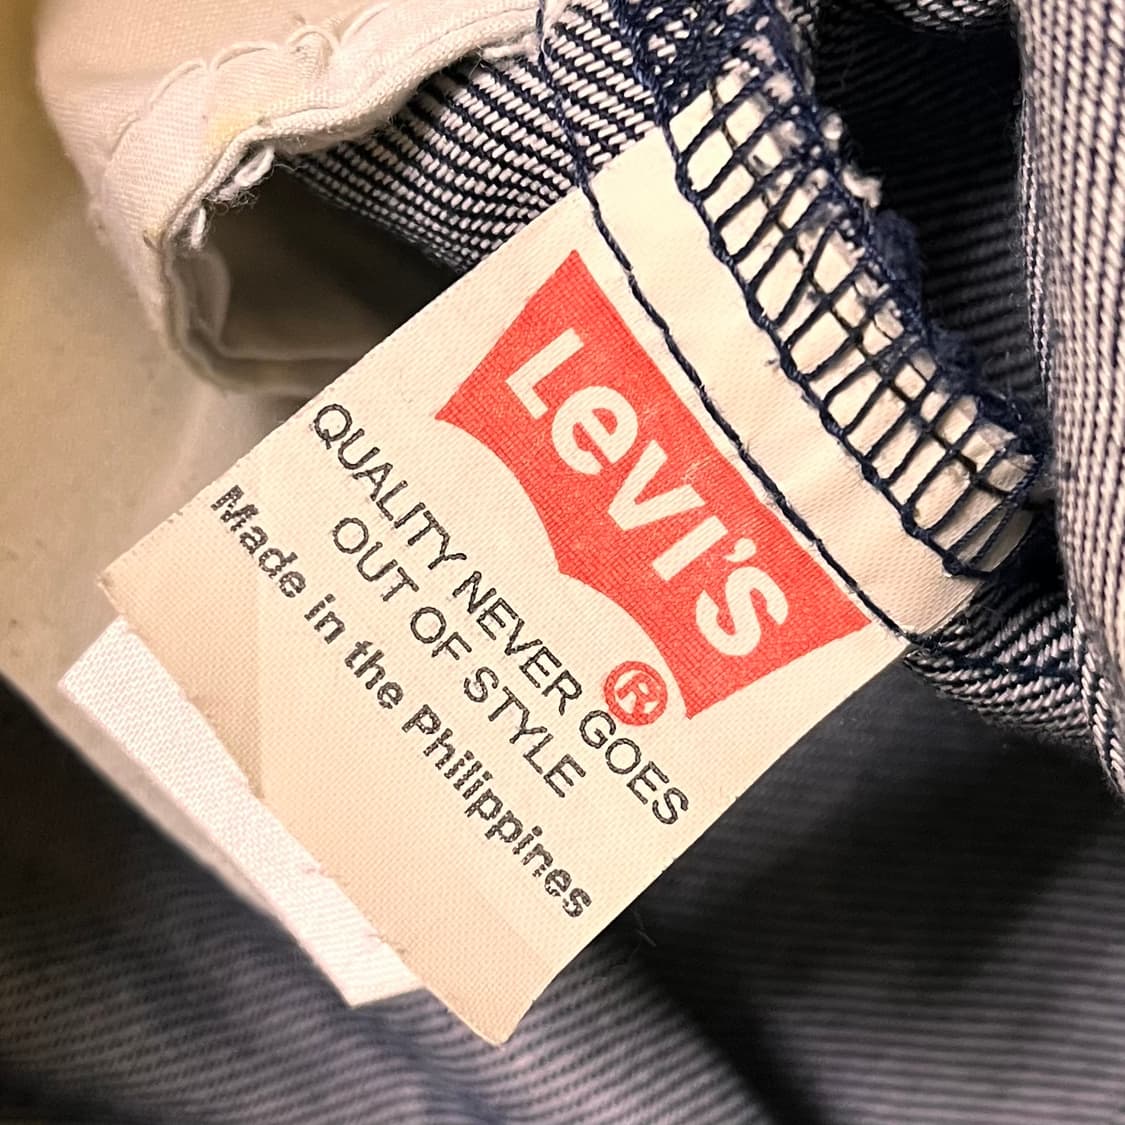 Levi's
®
QUALITY NEVER GOES
OUT OF STYLE
Made in the Philippines